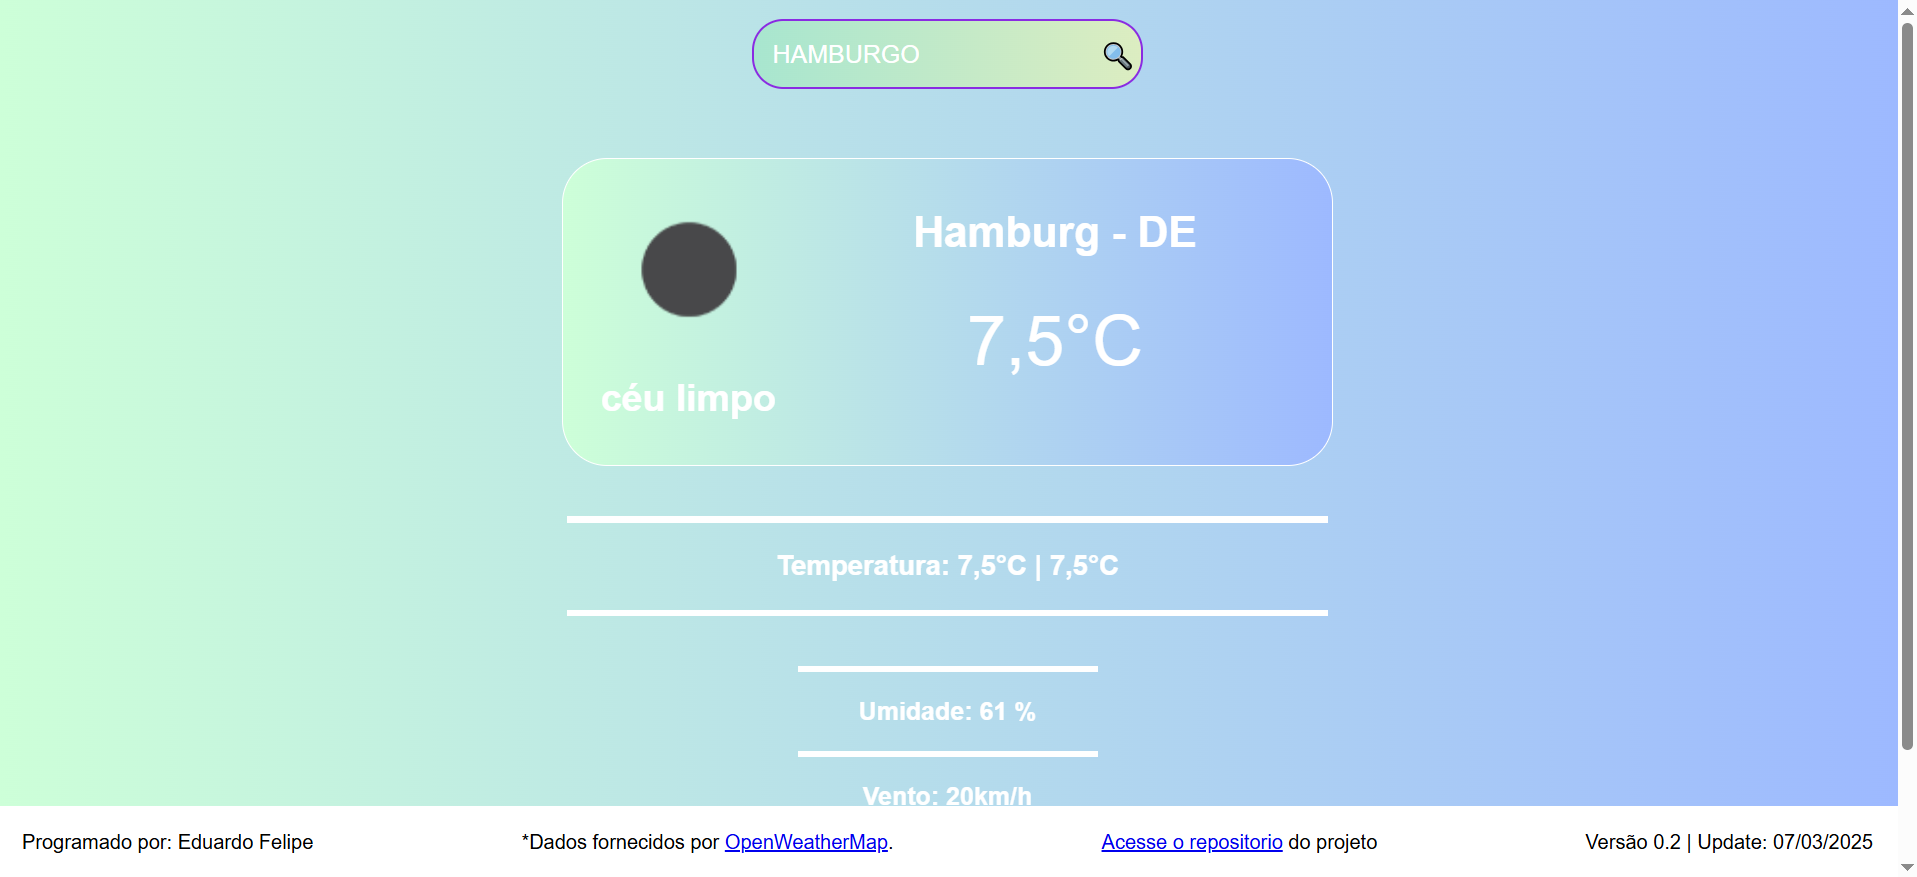 HAMBURGO
Hamburg - DE
7,5°C
céu limpo
Temperatura: 7,5°C | 7,5°C
Umidade: 61 %
Vento: 20km/h
Programado por: Eduardo Felipe
*Dados fornecidos por OpenWeatherMap.
Acesse o repositorio do projeto
Versão 0.2 | Update: 07/03/2025